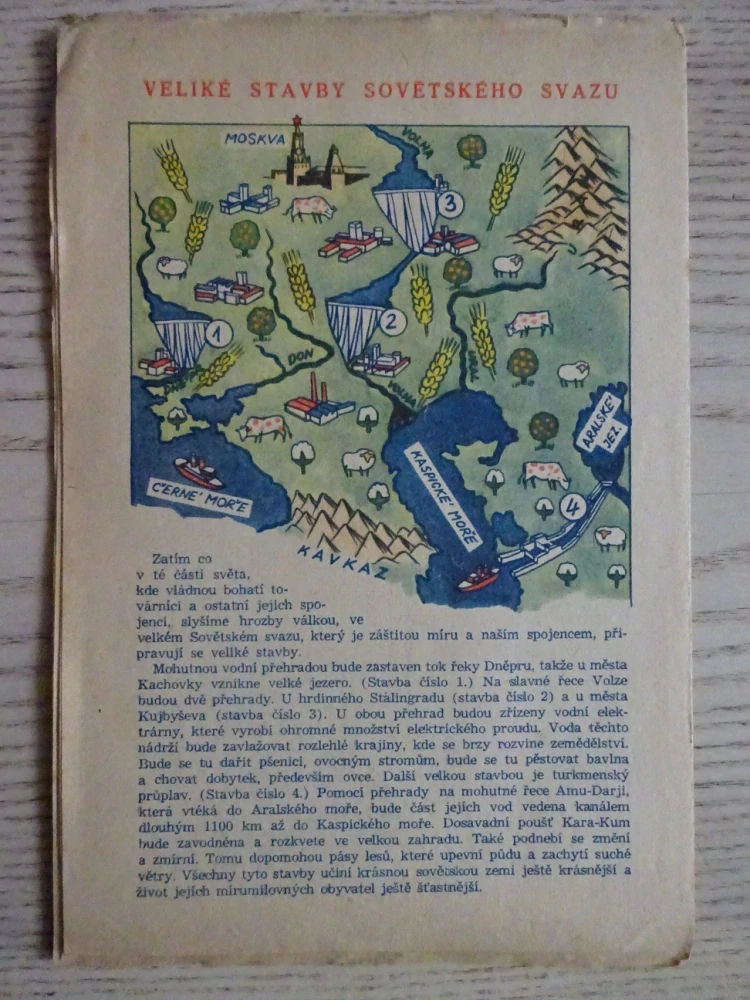 VELIKÉ STAVBY SOVĚTSKÉHO SVAZU
MOSKVA
VOLHA
3
1
2
DON
VOLHA
URAL
ARALSKÉ
JEZ.
KASPICKÉ MOŘE
4
ČERNÉ MOŘE
KAVKAZ
Zatím co
v té části světa,
kde vládnou bohatí to-
várníci a ostatní jejich spo-
jenci, slyšíme hrozby válkou, ve
velkém Sovětském svazu, který je záštitou míru a naším spojencem, při-
pravují se veliké stavby.
Mohutnou vodní přehradou bude zastaven tok řeky Dněpru, takže u města
Kachovky vznikne velké jezero. (Stavba číslo 1.) Na slavné řece Volze
budou dvě přehrady. U hrdinného Stalingradu (stavba číslo 2) a u města
Kujbyševa (stavba číslo 3). U obou přehrad budou zřízeny vodní elek-
trárny, které vyrobí ohromné množství elektrického proudu. Voda těchto
nádrží bude zavlažovat rozlehlé krajiny, kde se brzy rozvine zemědělství.
Bude se tu dařit pšenici, ovocným stromům, bude se tu pěstovat bavlna
a chovat dobytek, především ovce. Další velkou stavbou je turkmenský
průplav. (Stavba číslo 4.) Pomocí přehrady na mohutné řece Amu-Darji,
která vtéká do Aralského moře, bude část jejích vod vedena kanálem
dlouhým 1100 km až do Kaspického moře. Dosavadní poušť Kara-Kum
bude zavodněna a rozkvete ve velkou zahradu. Také podnebí se změní
a zmírní. Tomu dopomohou pásy lesů, které upevní půdu a zachytí suché
větry. Všechny tyto stavby učiní krásnou sovětskou zemi ještě krásnější a
život jejích mírumilovných obyvatel ještě šťastnější.